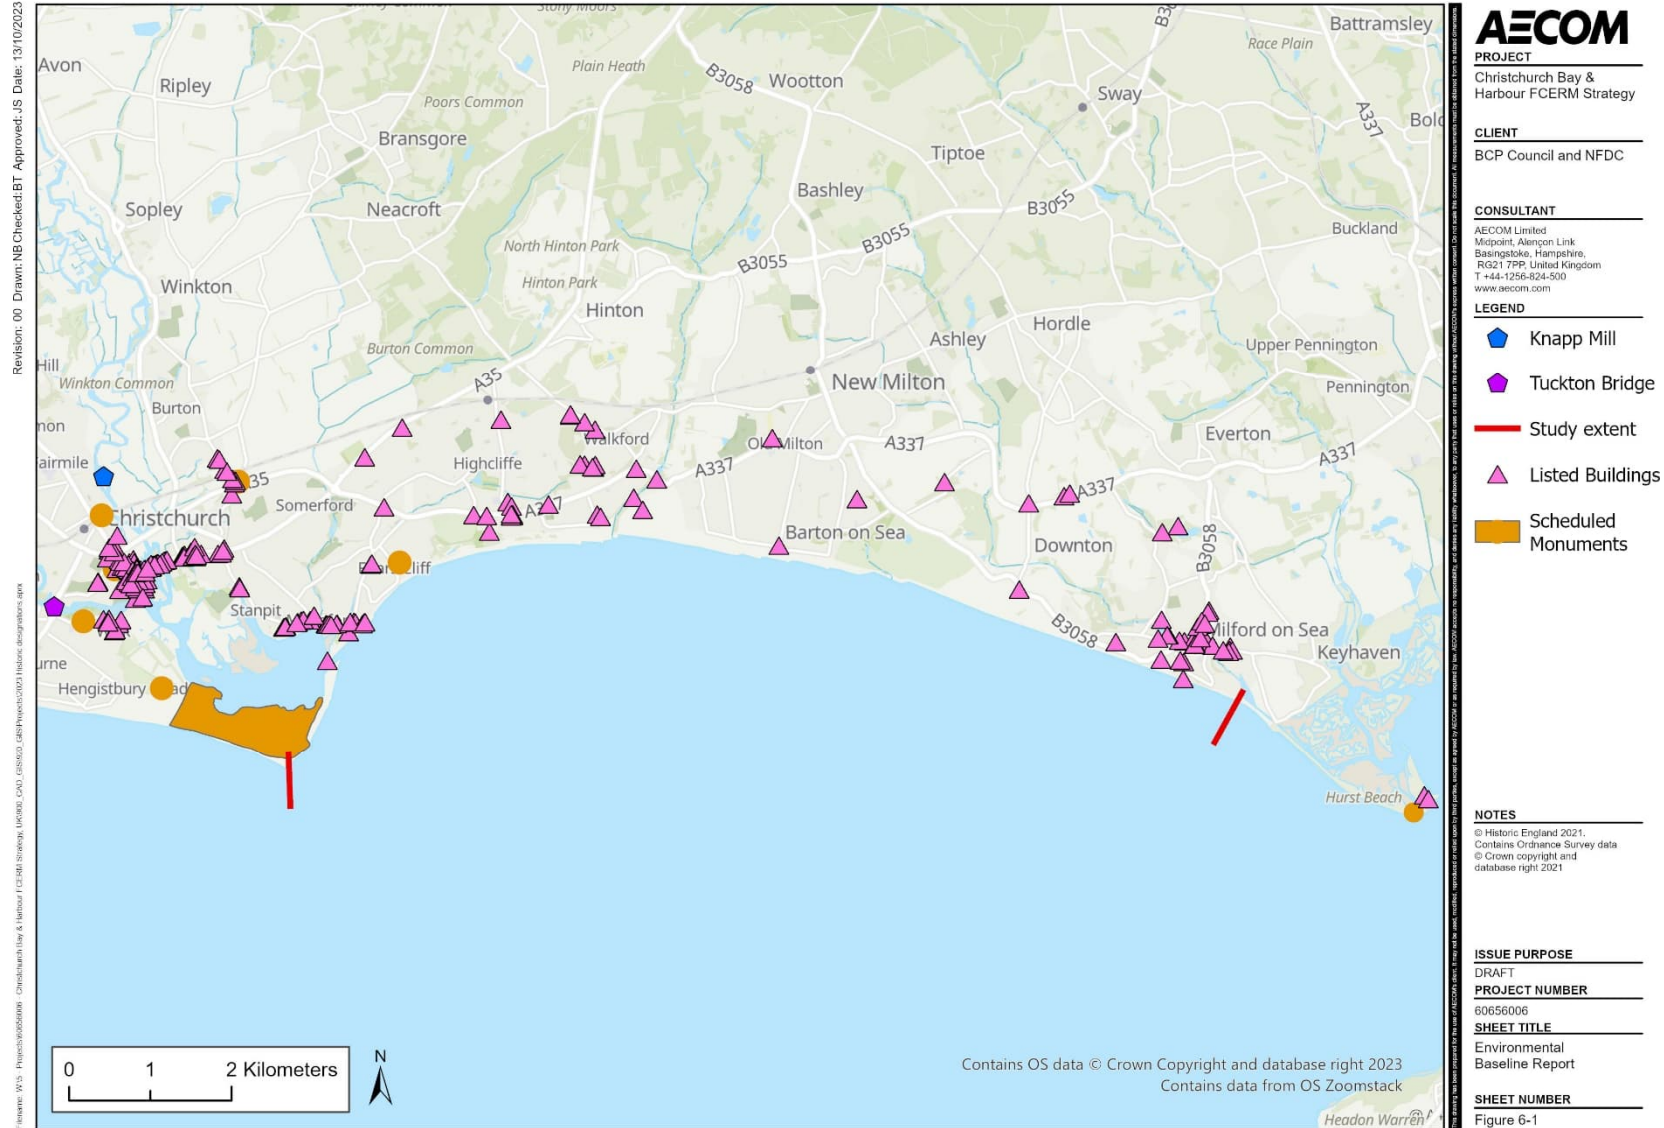 Revision: 00 Drawn: NB Checked:BT Approved: JS Date: 13/10/2023
Avon
Ripley
Stony Moors
Plain Heath
B3058
Wootton
Race Plain
Battramsley
Poors Common
Sway
A337
Bransgore
Tiptoe
Bashley
Sopley
Neacroft
B3055
Buckland
North Hinton Park
B3055
B3055
Winkton
Hinton Park
Hinton
Hordle
Ashley
Upper Pennington
Burton Common
Hill
Winkton Common
A35
New Milton
Pennington
Burton
Walkford
Old Milton
A337
Everton
Highcliffe
A337
A337
Somerford
A337
A337
Christchurch
Barton on Sea
Downton
B3058
Stanpit
B3058
Milford on Sea
Keyhaven
Hengistbury
Hurst Beach
0 1 2 Kilometers
N
Contains OS data © Crown Copyright and database right 2023
Contains data from OS Zoomstack
Headon Warren
AECOM
PROJECT
Christchurch Bay &
Harbour FCERM Strategy
CLIENT
BCP Council and NFDC
CONSULTANT
AECOM Limited
Midpoint, Alençon Link
Basingstoke, Hampshire,
RG21 7PP, United Kingdom
T +44-1256-824-500
www.aecom.com
LEGEND
Knapp Mill
Tuckton Bridge
Study extent
Listed Buildings
Scheduled
Monuments
NOTES
© Historic England 2021.
Contains Ordnance Survey data
© Crown copyright and
database right 2021
ISSUE PURPOSE
DRAFT
PROJECT NUMBER
60656006
SHEET TITLE
Environmental
Baseline Report
SHEET NUMBER
Figure 6-1